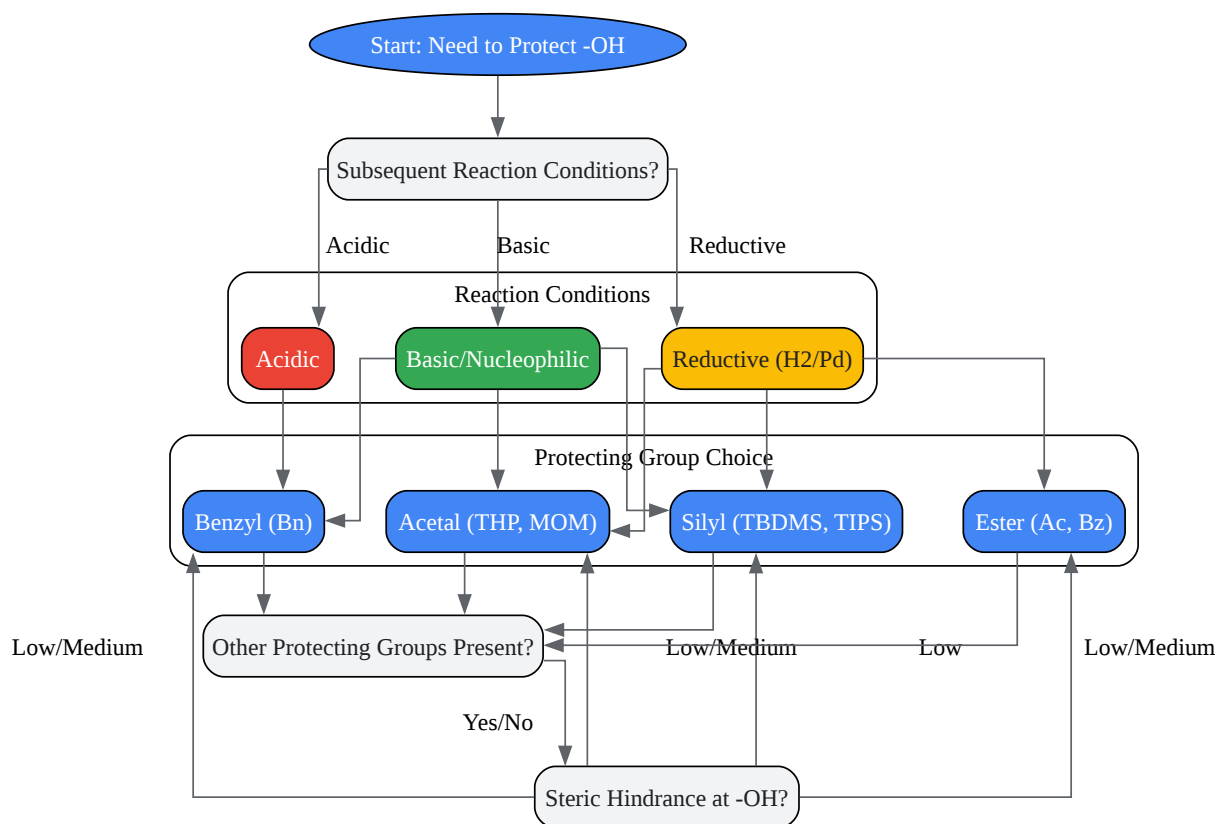 Start: Need to Protect -OH
Subsequent Reaction Conditions?
Acidic
Basic
Reductive
Reaction Conditions
Acidic
Basic/Nucleophilic
Reductive (H2/Pd)
Protecting Group Choice
Benzyl (Bn)
Acetal (THP, MOM)
Silyl (TBDMS, TIPS)
Ester (Ac, Bz)
Low/Medium
Other Protecting Groups Present?
Low/Medium
Low
Low/Medium
Yes/No
Steric Hindrance at -OH?